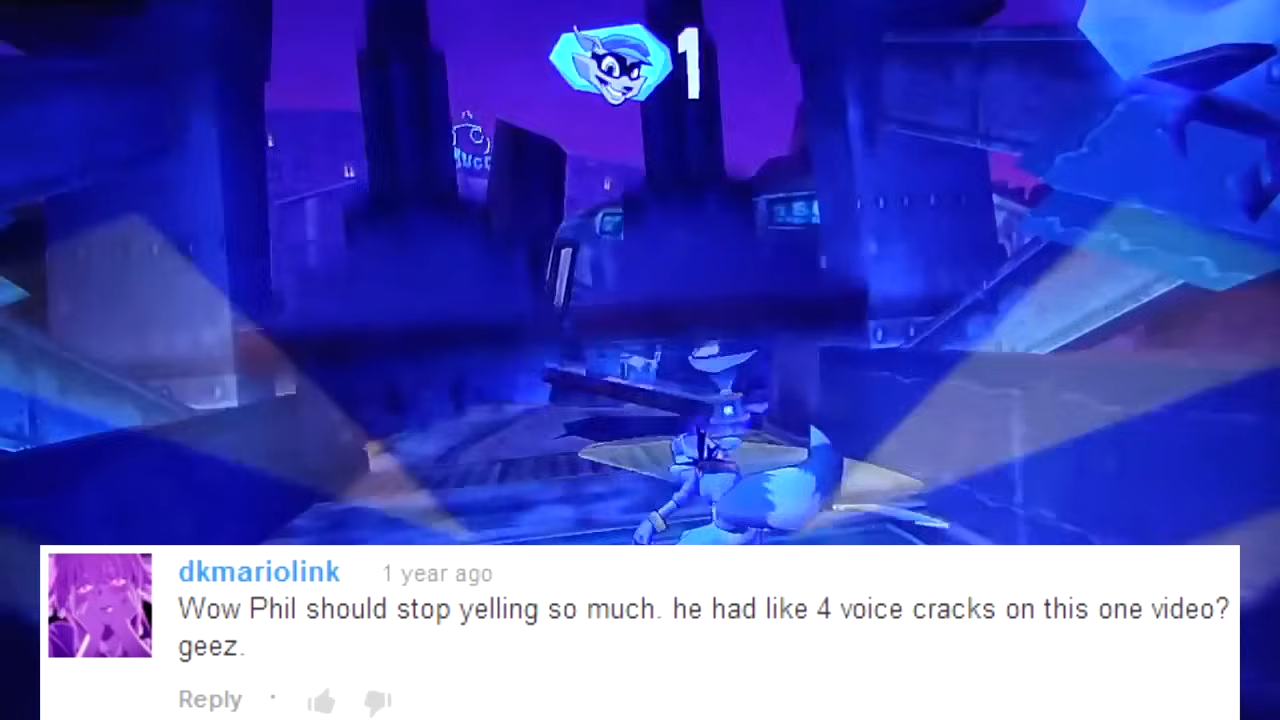 1
dkmariolink 1 year ago
Wow Phil should stop yelling so much. he had like 4 voice cracks on this one video?
geez.
Reply